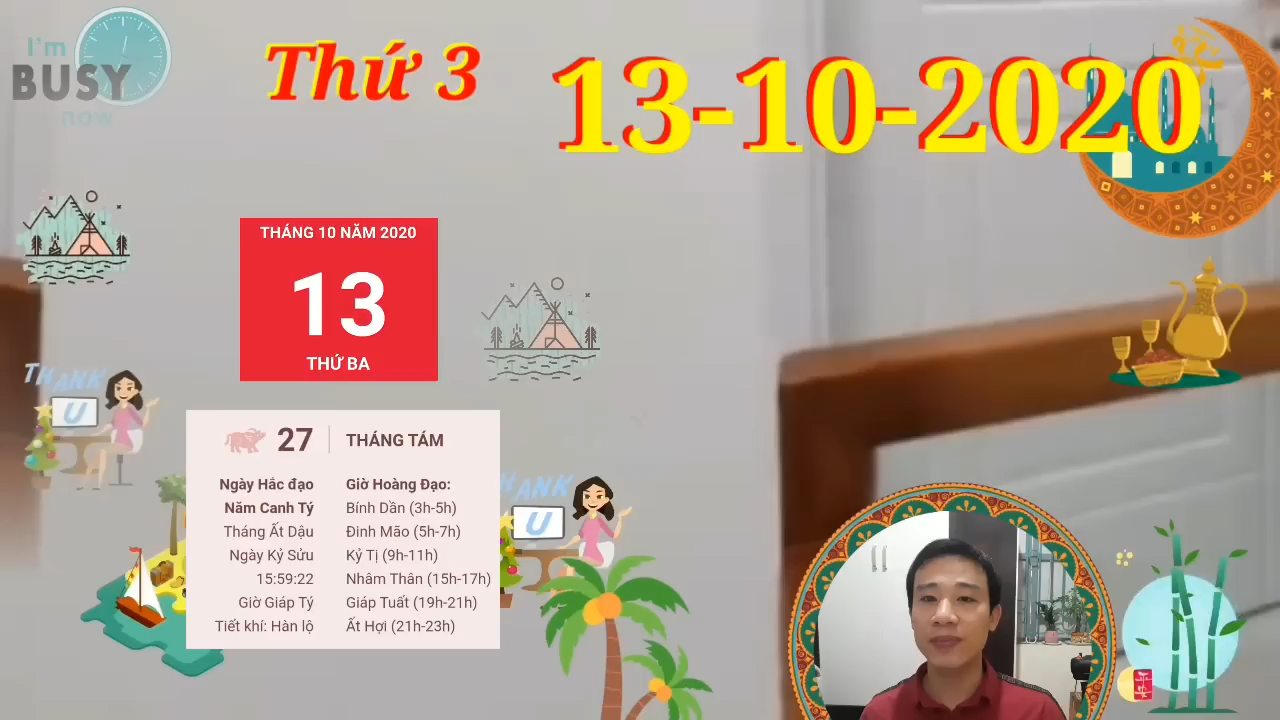 I'm
BUSY
now
Thứ 3
13-10-2020
THÁNG 10 NĂM 2020
13
THỨ BA
THANK
U
27
THÁNG TÁM
Ngày Hắc đạo
Năm Canh Tý
Tháng Ất Dậu
Ngày Kỷ Sửu
15:59:22
Giờ Giáp Tý
Tiết khí: Hàn lộ
Giờ Hoàng Đạo:
Bính Dần (3h-5h)
Đinh Mão (5h-7h)
Kỷ Tị (9h-11h)
Nhâm Thân (15h-17h)
Giáp Tuất (19h-21h)
Ất Hợi (21h-23h)
HANK
U